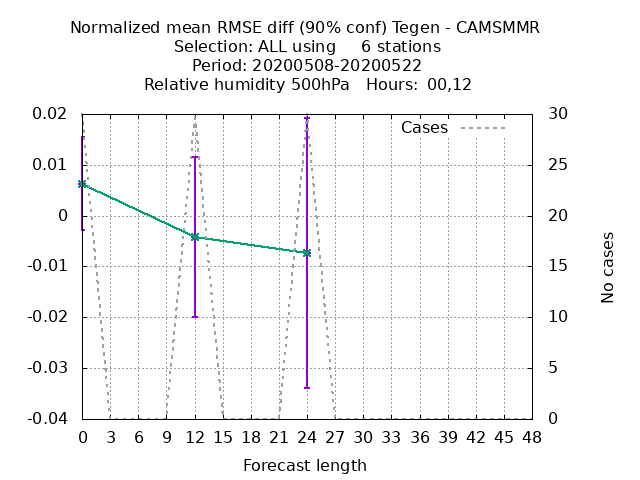 Normalized mean RMSE diff (90% conf) Tegen - CAMSMMR
Selection: ALL using 6 stations
Period: 20200508-20200522
Relative humidity 500hPa Hours: 00,12
0.02
0.01
0
-0.01
-0.02
-0.03
-0.04
Cases
30
25
20
15
10
5
0
No cases
0 3 6 9 12 15 18 21 24 27 30 33 36 39 42 45 48
Forecast length